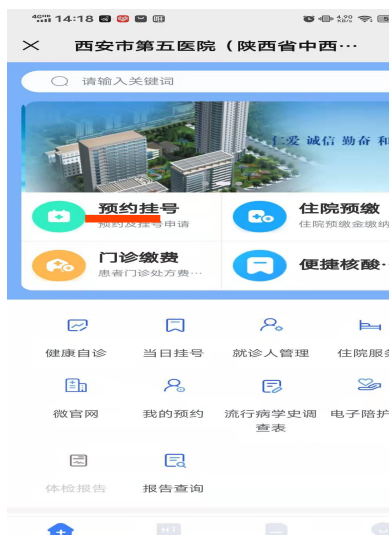 14:18
西安市第五医院（陕西省中西…
请输入关键词
仁爱 诚信 勤奋 和
预约挂号
预约及挂号申请
住院预缴
住院预缴金缴纳
门诊缴费
患者门诊处方费…
便捷核酸…
健康自诊
当日挂号
就诊人管理
住院服务
微官网
我的预约
流行病学史调
查表
电子陪护
体检报告
报告查询